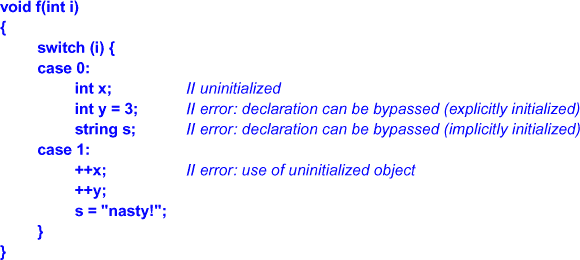 void f(int i)
{
switch (i) {
case 0:
int x; // uninitialized
int y = 3; // error: declaration can be bypassed (explicitly initialized)
string s; // error: declaration can be bypassed (implicitly initialized)
case 1:
++x; // error: use of uninitialized object
++y;
s = "nasty!";
}
}